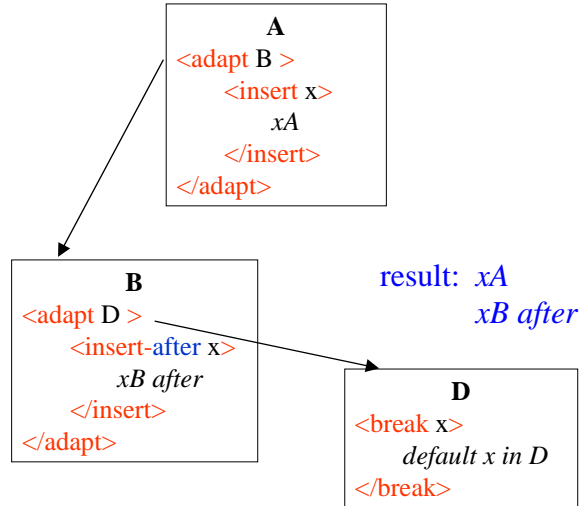 A
<adapt B >
<insert x>
xA
</insert>
</adapt>
B
<adapt D >
<insert-after x>
xB after
</insert>
</adapt>
result: xA
xB after
D
<break x>
default x in D
</break>